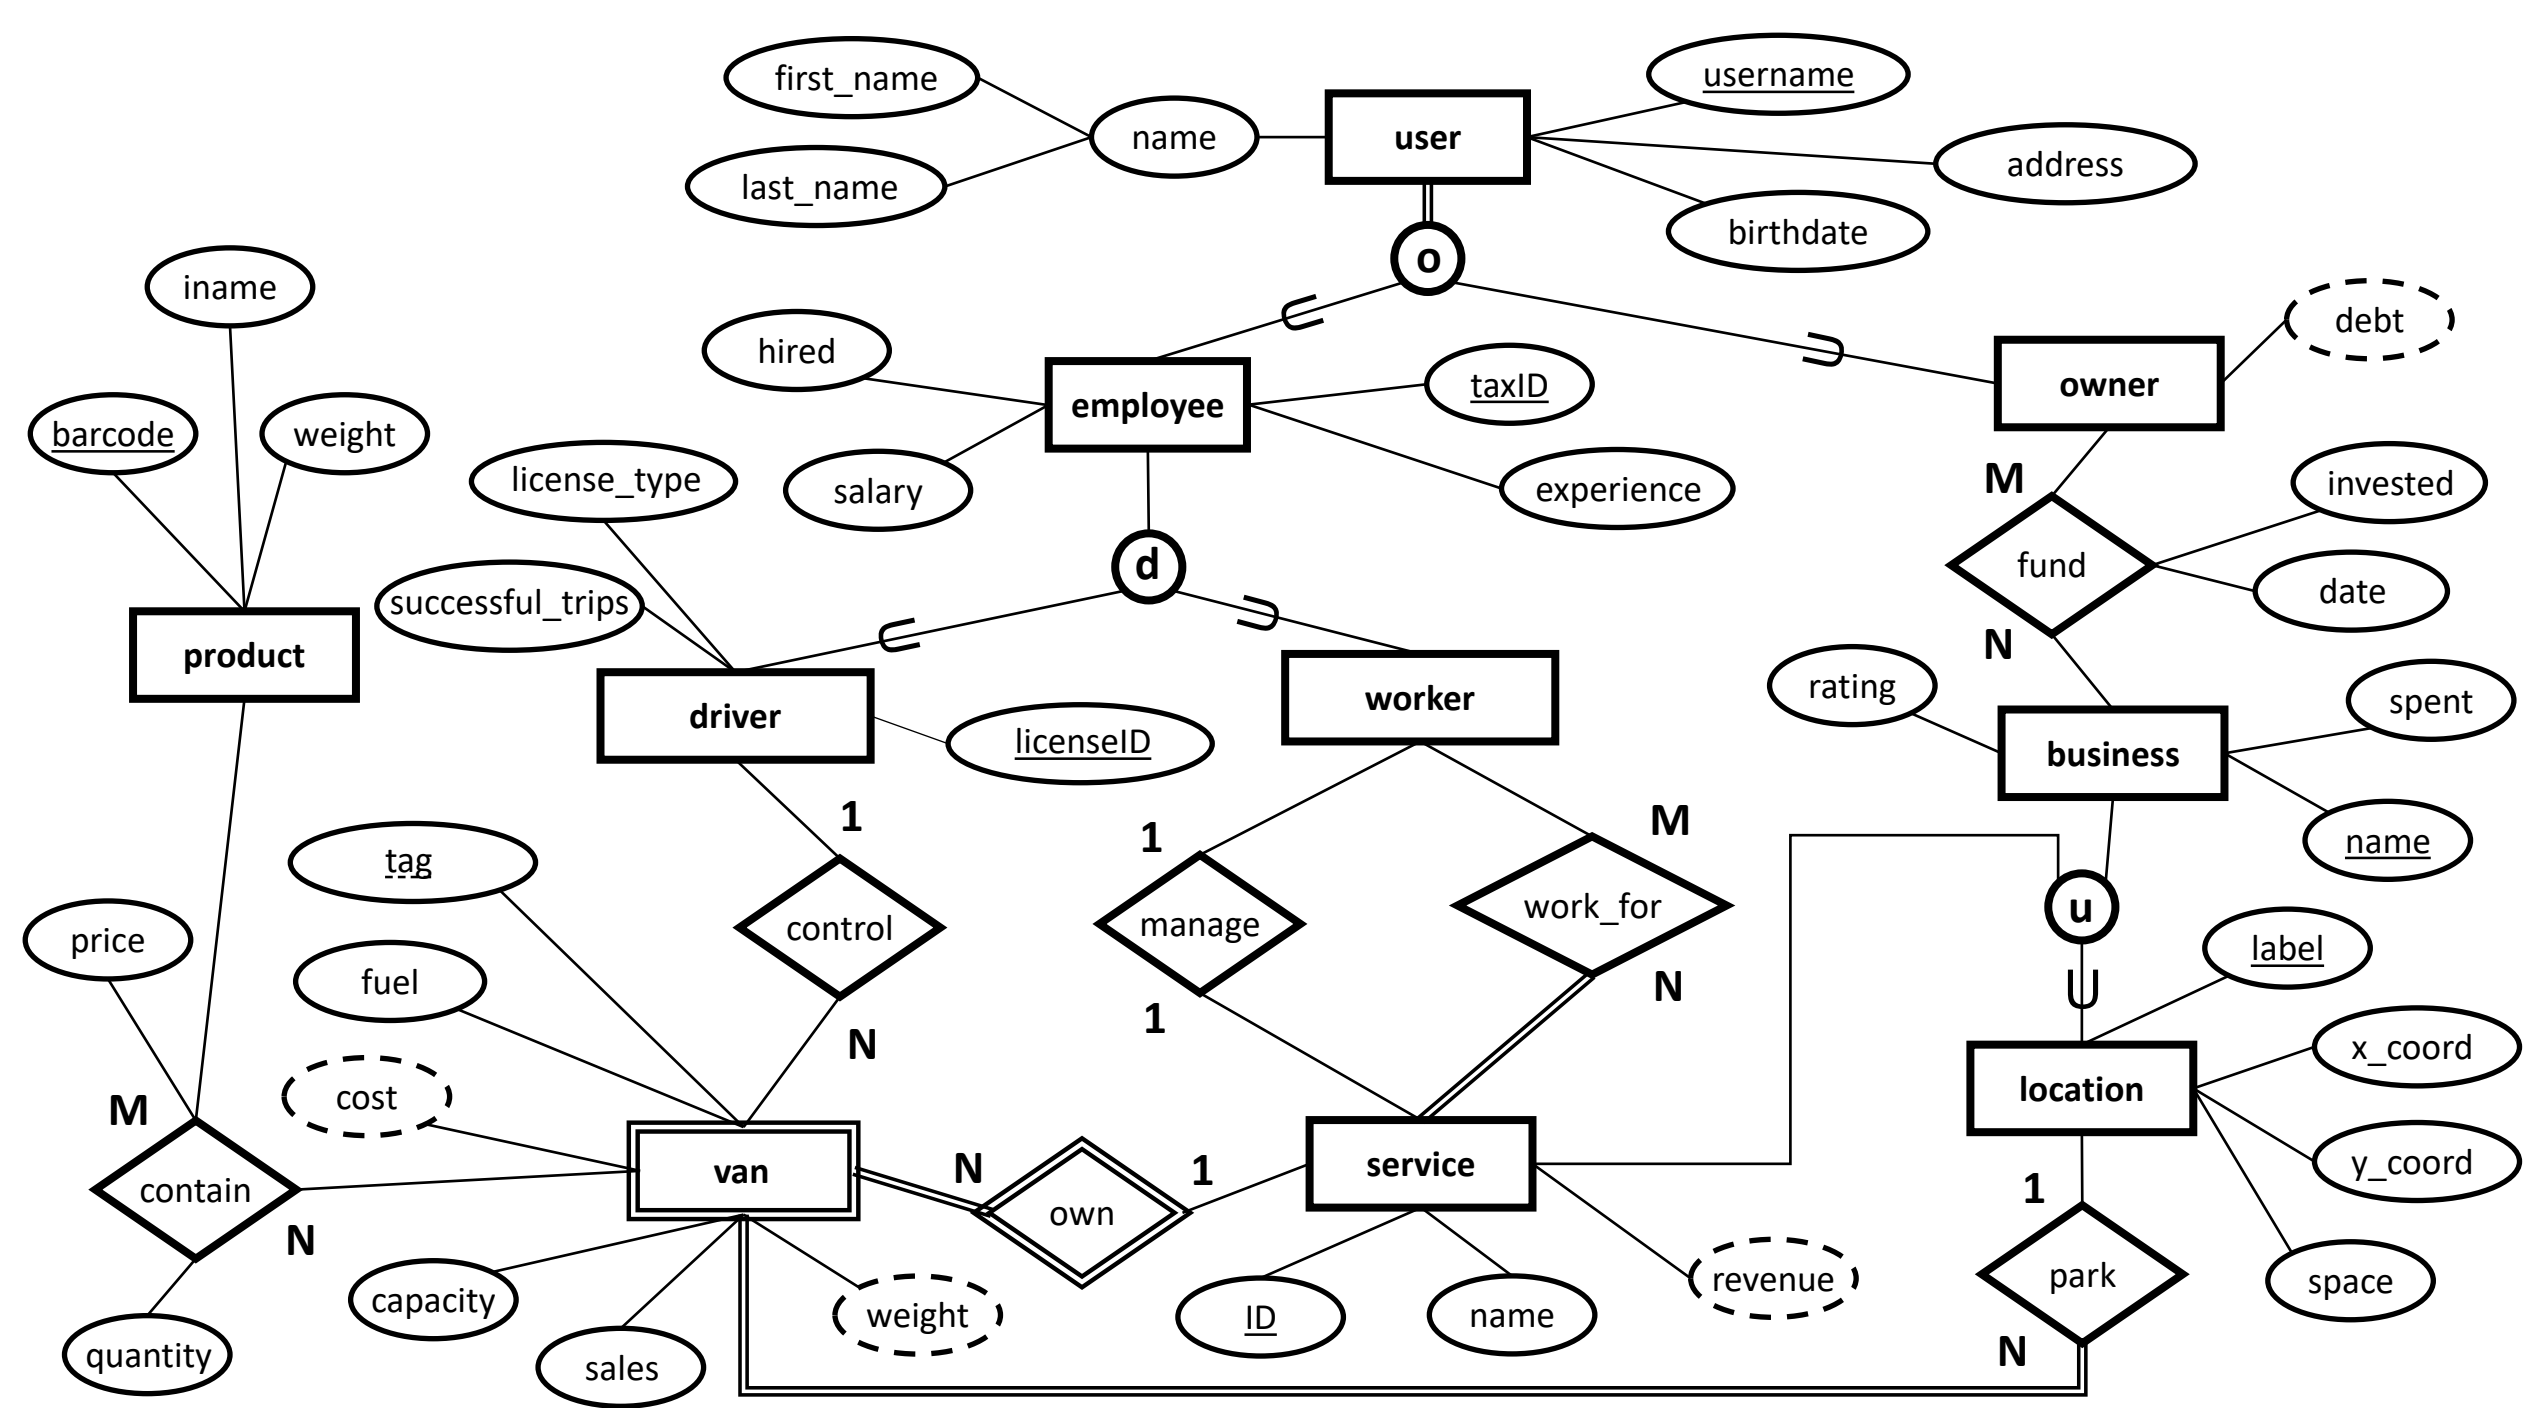 first_name
username
name
user
address
last_name
birthdate
o
iname
debt
hired
taxID
owner
employee
barcode
weight
license_type
salary
experience
M
invested
d
fund
date
successful_trips
N
product
driver
worker
rating
spent
licenseID
business
name
1
1
M
tag
price
control
manage
work_for
u
label
fuel
N
1
N
x_coord
cost
M
location
contain
van
N
1
service
y_coord
own
1
N
capacity
sales
weight
ID
name
revenue
park
space
quantity
N